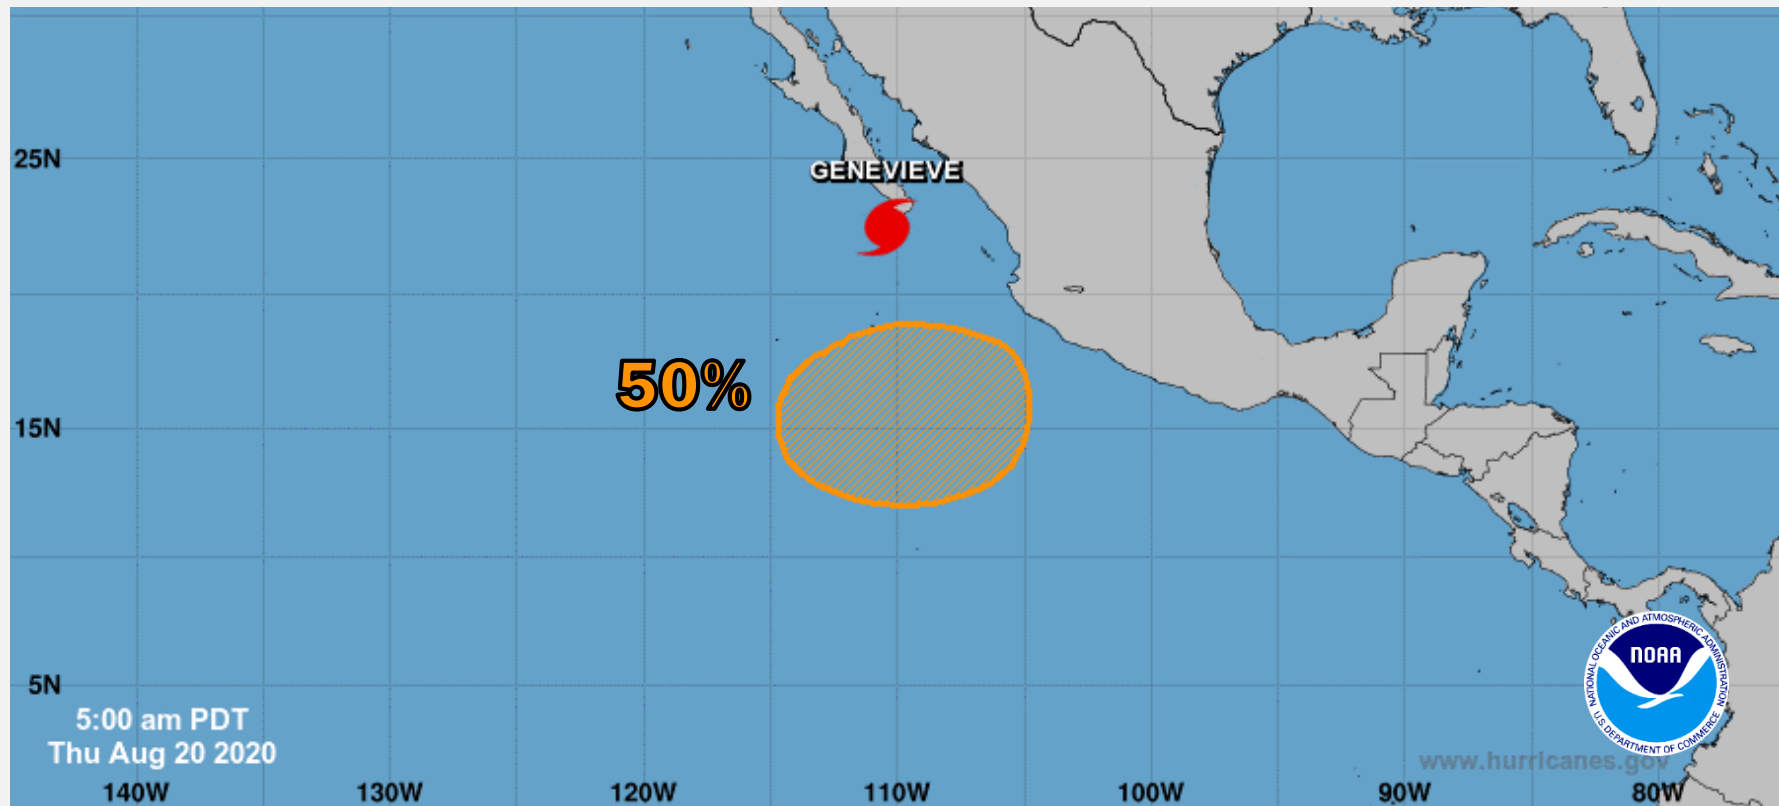 25N
GENEVIEVE
50%
15N
5N
5:00 am PDT
Thu Aug 20 2020
NATIONAL OCEANIC AND ATMOSPHERIC ADMINISTRATION
NOAA
U.S. DEPARTMENT OF COMMERCE
www.hurricanes.gov
140W 130W 120W 110W 100W 90W 80W